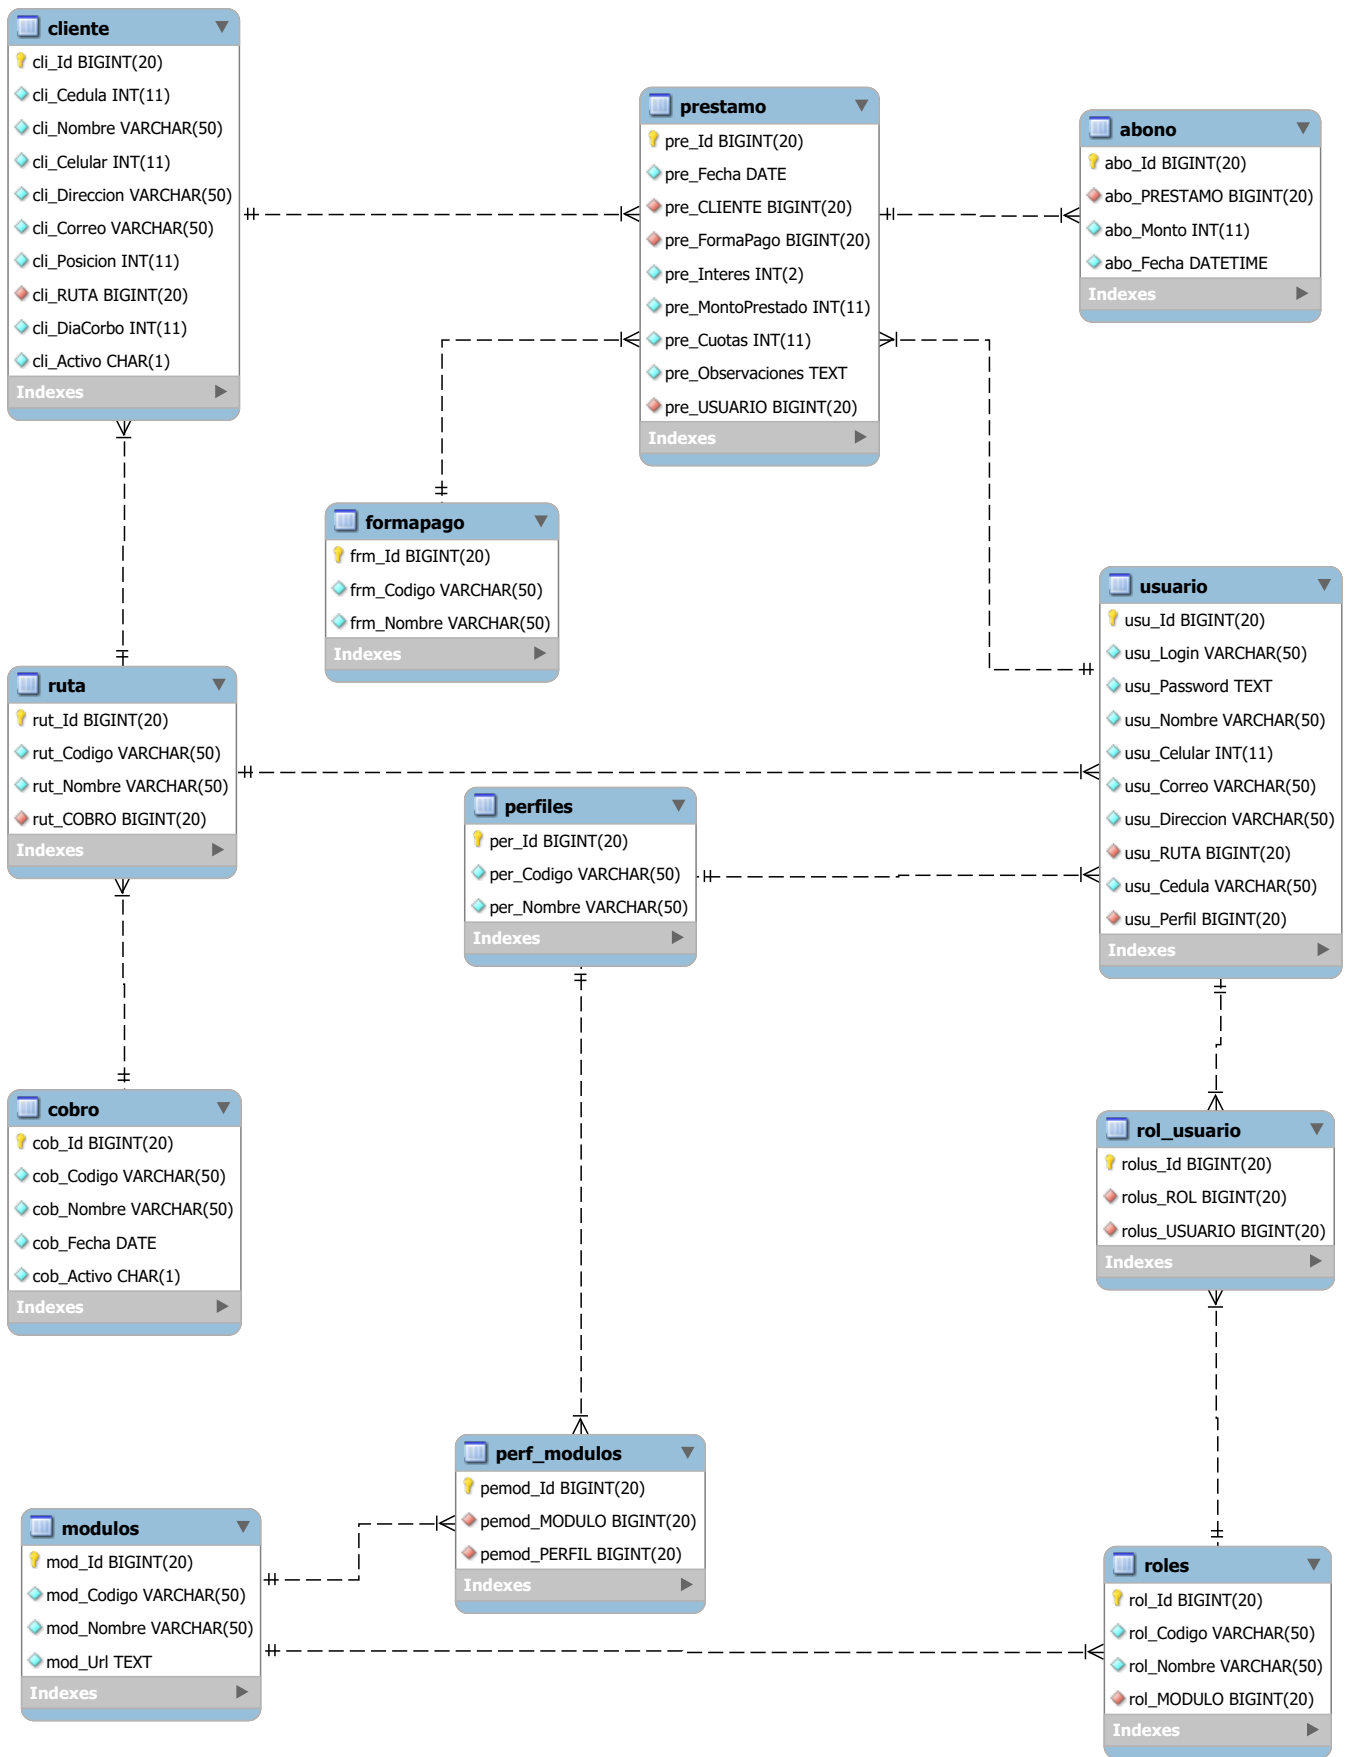 cliente
cli_Id BIGINT(20)
cli_Cedula INT(11)
cli_Nombre VARCHAR(50)
cli_Celular INT(11)
cli_Direccion VARCHAR(50)
cli_Correo VARCHAR(50)
cli_Posicion INT(11)
cli_RUTA BIGINT(20)
cli_DiaCorbo INT(11)
cli_Activo CHAR(1)
Indexes
prestamo
pre_Id BIGINT(20)
pre_Fecha DATE
pre_CLIENTE BIGINT(20)
pre_FormaPago BIGINT(20)
pre_Interes INT(2)
pre_MontoPrestado INT(11)
pre_Cuotas INT(11)
pre_Observaciones TEXT
pre_USUARIO BIGINT(20)
Indexes
abono
abo_Id BIGINT(20)
abo_PRESTAMO BIGINT(20)
abo_Monto INT(11)
abo_Fecha DATETIME
Indexes
formapago
frm_Id BIGINT(20)
frm_Codigo VARCHAR(50)
frm_Nombre VARCHAR(50)
Indexes
usuario
usu_Id BIGINT(20)
usu_Login VARCHAR(50)
usu_Password TEXT
usu_Nombre VARCHAR(50)
usu_Celular INT(11)
usu_Correo VARCHAR(50)
usu_Direccion VARCHAR(50)
usu_RUTA BIGINT(20)
usu_Cedula VARCHAR(50)
usu_Perfil BIGINT(20)
Indexes
ruta
rut_Id BIGINT(20)
rut_Codigo VARCHAR(50)
rut_Nombre VARCHAR(50)
rut_COBRO BIGINT(20)
Indexes
perfiles
per_Id BIGINT(20)
per_Codigo VARCHAR(50)
per_Nombre VARCHAR(50)
Indexes
cobro
cob_Id BIGINT(20)
cob_Codigo VARCHAR(50)
cob_Nombre VARCHAR(50)
cob_Fecha DATE
cob_Activo CHAR(1)
Indexes
rol_usuario
rolus_Id BIGINT(20)
rolus_ROL BIGINT(20)
rolus_USUARIO BIGINT(20)
Indexes
perf_modulos
pemod_Id BIGINT(20)
pemod_MODULO BIGINT(20)
pemod_PERFIL BIGINT(20)
Indexes
modulos
mod_Id BIGINT(20)
mod_Codigo VARCHAR(50)
mod_Nombre VARCHAR(50)
mod_Url TEXT
Indexes
roles
rol_Id BIGINT(20)
rol_Codigo VARCHAR(50)
rol_Nombre VARCHAR(50)
rol_MODULO BIGINT(20)
Indexes